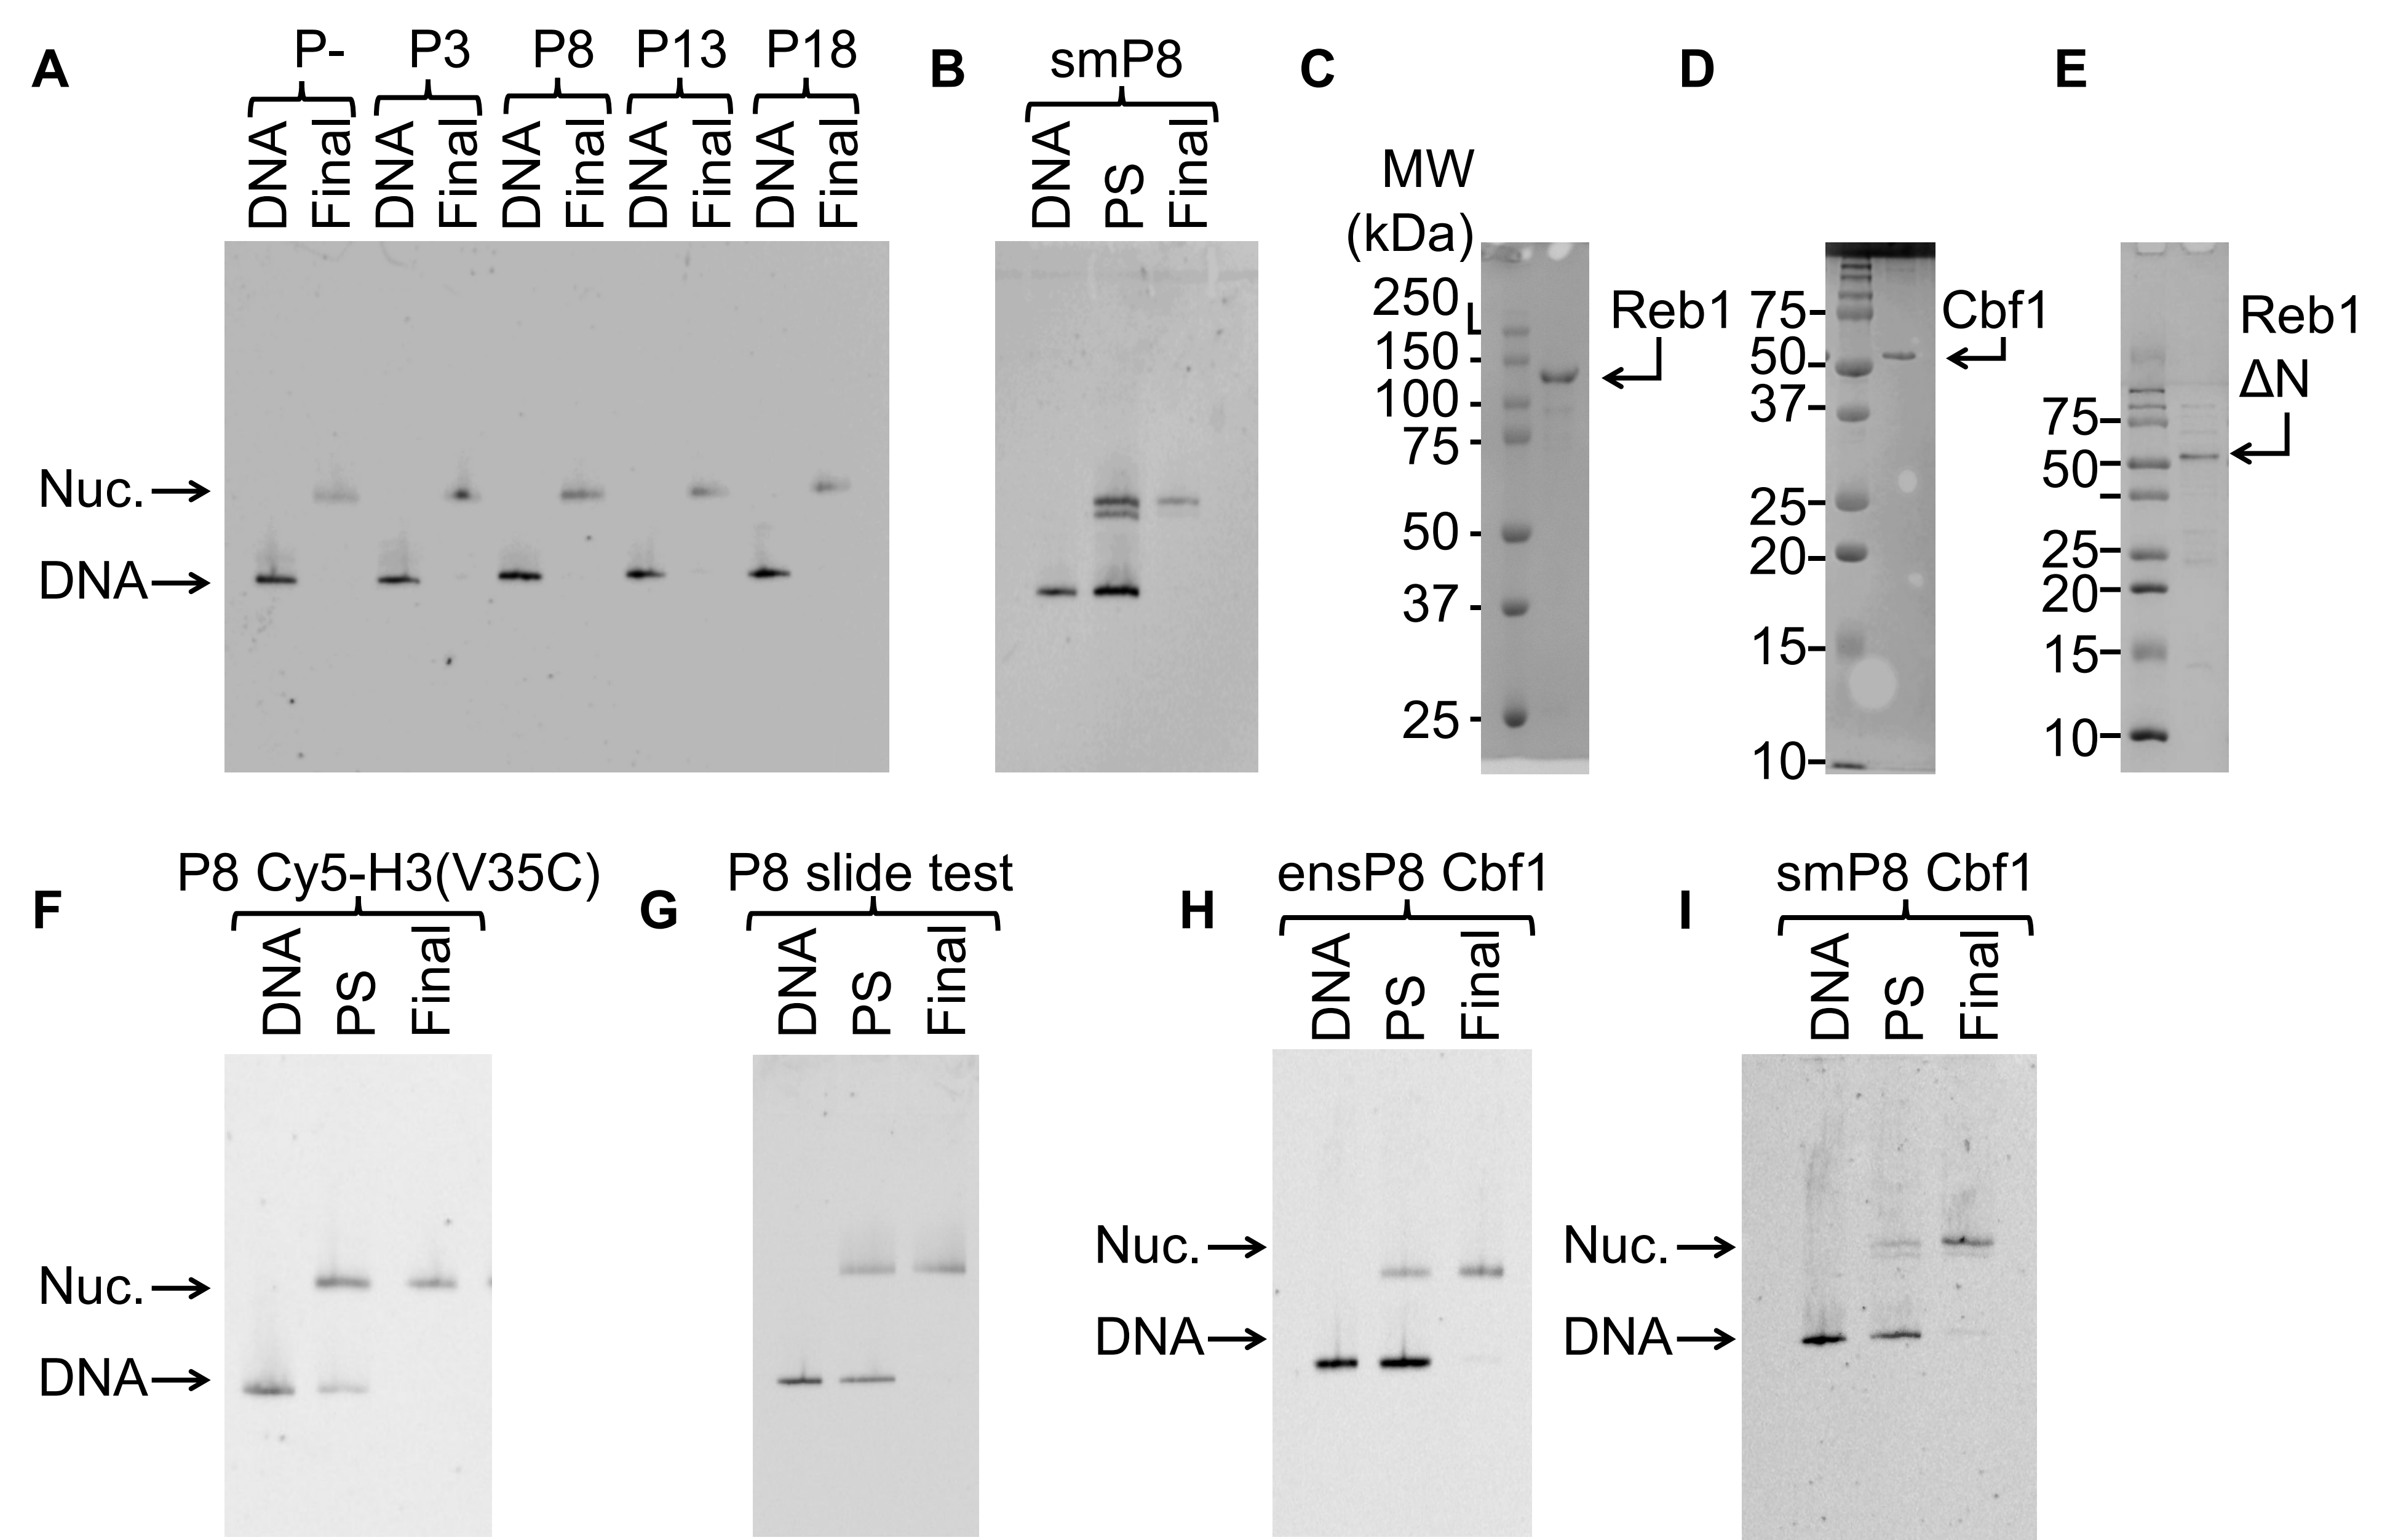 A
P-
P3
P8
P13
P18
DNA
Final
DNA
Final
DNA
Final
DNA
Final
DNA
Final
Nuc.
DNA
B
smP8
DNA
PS
Final
C
MW
(kDa)
250
150
100
75
50
37
25
Reb1
D
75
50
37
25
20
15
10
Cbf1
E
75
50
25
20
15
10
Reb1
ΔN
F
P8 Cy5-H3(V35C)
DNA
PS
Final
Nuc.
DNA
G
P8 slide test
DNA
PS
Final
H
ensP8 Cbf1
DNA
PS
Final
Nuc.
DNA
I
smP8 Cbf1
DNA
PS
Final
Nuc.
DNA